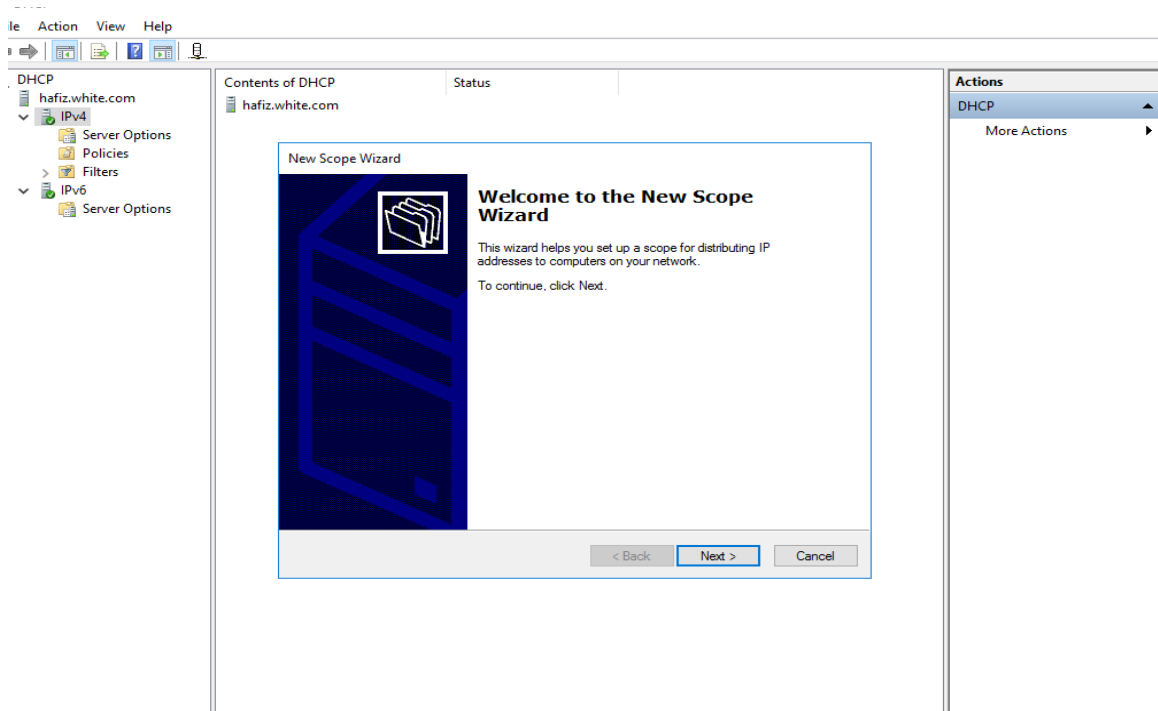 Action View Help
DHCP
hafiz.white.com
IPv4
Server Options
Policies
Filters
IPv6
Server Options
Contents of DHCP Status
hafiz.white.com
New Scope Wizard
Welcome to the New Scope
Wizard
This wizard helps you set up a scope for distributing IP
addresses to computers on your network.
To continue, click Next.
< Back Next > Cancel
Actions
DHCP
More Actions